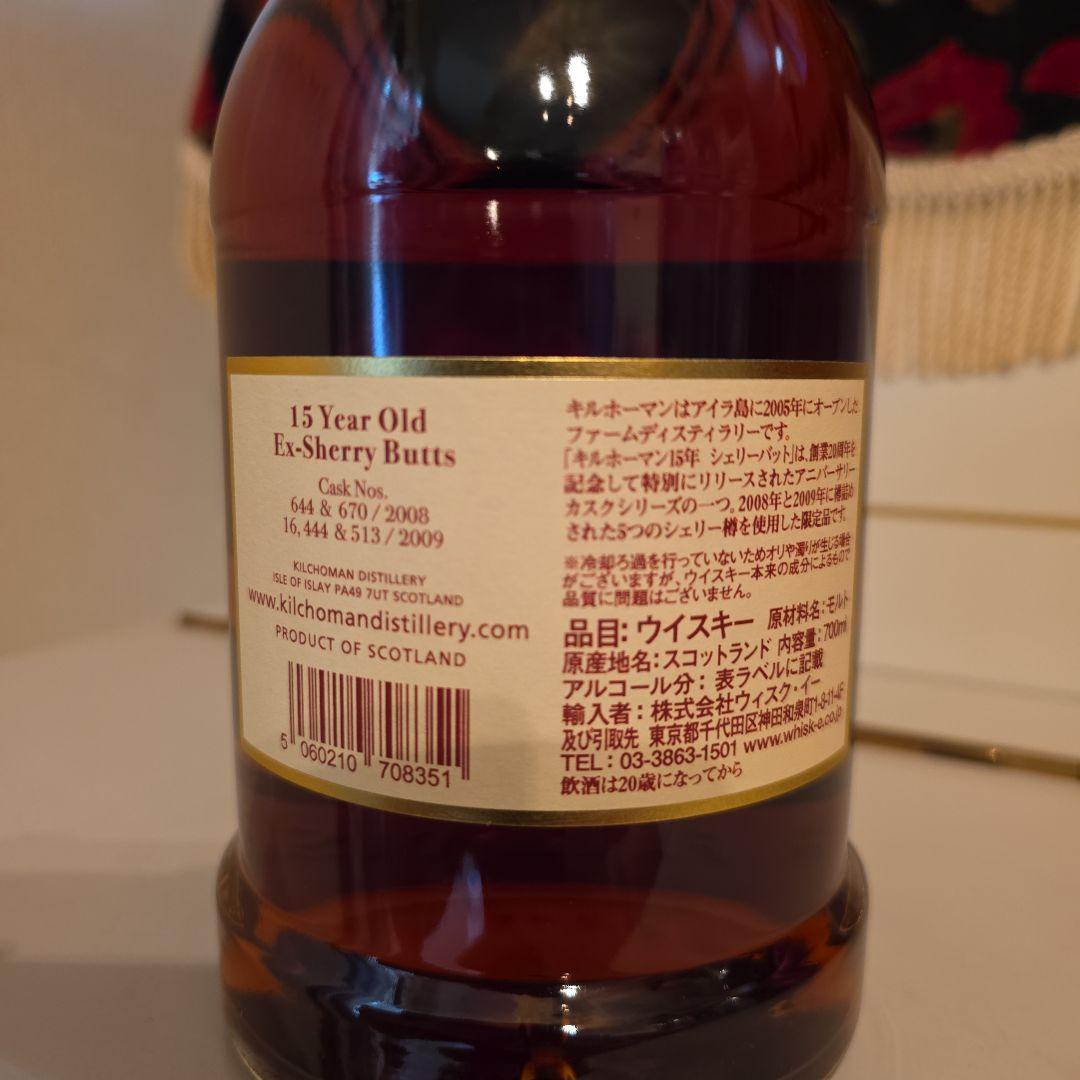 15 Year Old
Ex-Sherry Butts
Cask Nos.
644 & 670 / 2008
16, 444 & 513 / 2009
KILCHOMAN DISTILLERY
ISLE OF ISLAY PA49 7UT SCOTLAND
www.kilchomandistillery.com
PRODUCT OF SCOTLAND
5 060210 708351
キルホーマンはアイラ島に2005年にオープンした
ファームディスティラリーです。
「キルホーマン15年 シェリーバット」は、創業20周年を
記念して特別にリリースされたアニバーサリー
カスクシリーズの一つ。2008年と2009年に樽詰め
された5つのシェリー樽を使用した限定品です。
※冷却ろ過を行っていないためオリや濁りが生じる場合
がございますが、ウイスキー本来の成分によるもので
品質に問題はございません。
品目：ウイスキー 原材料名：モルト
原産地名：スコットランド 内容量：700ml
アルコール分：表ラベルに記載
輸入者：株式会社ウィスク・イー
及び引取先 東京都千代田区神田和泉町1-8-11-4F
TEL：03-3863-1501 www.whisk-e.co.jp
飲酒は20歳になってから